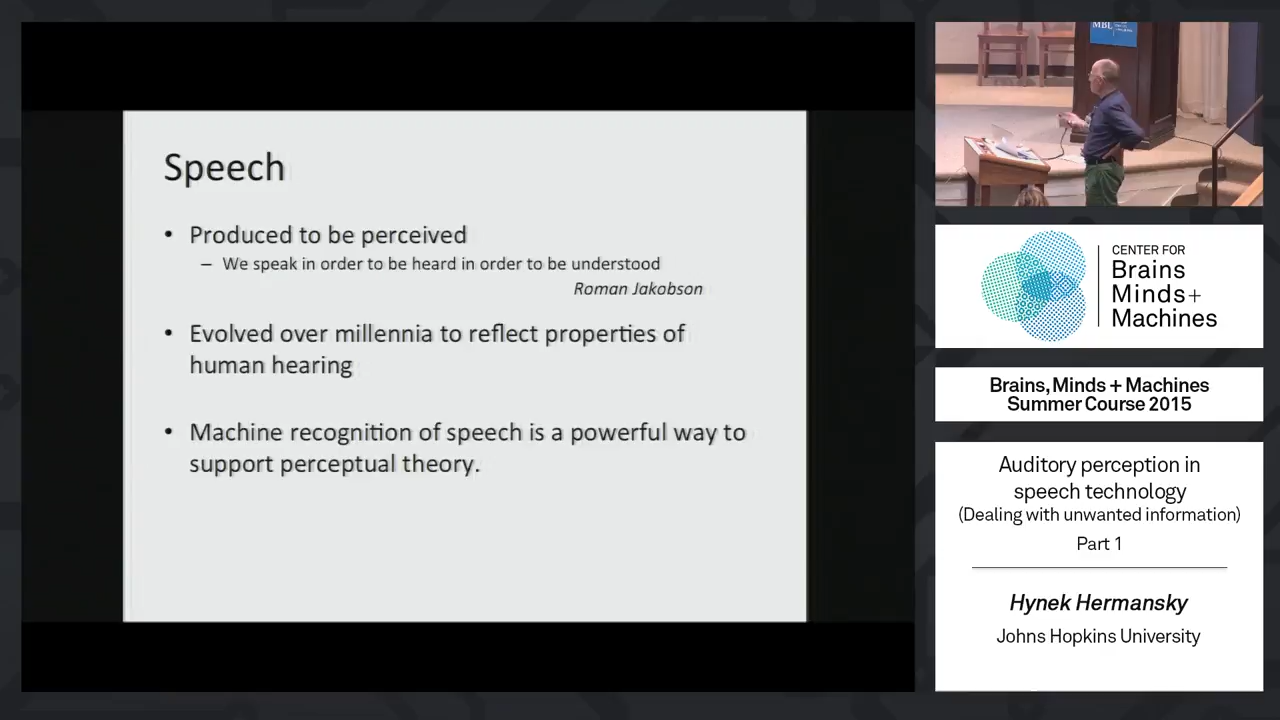 Speech
• Produced to be perceived
– We speak in order to be heard in order to be understood
Roman Jakobson
• Evolved over millennia to reflect properties of
human hearing
• Machine recognition of speech is a powerful way to
support perceptual theory.
MBL
CENTER FOR
Brains
Minds+
Machines
Brains, Minds + Machines
Summer Course 2015
Auditory perception in
speech technology
(Dealing with unwanted information)
Part 1
Hynek Hermansky
Johns Hopkins University